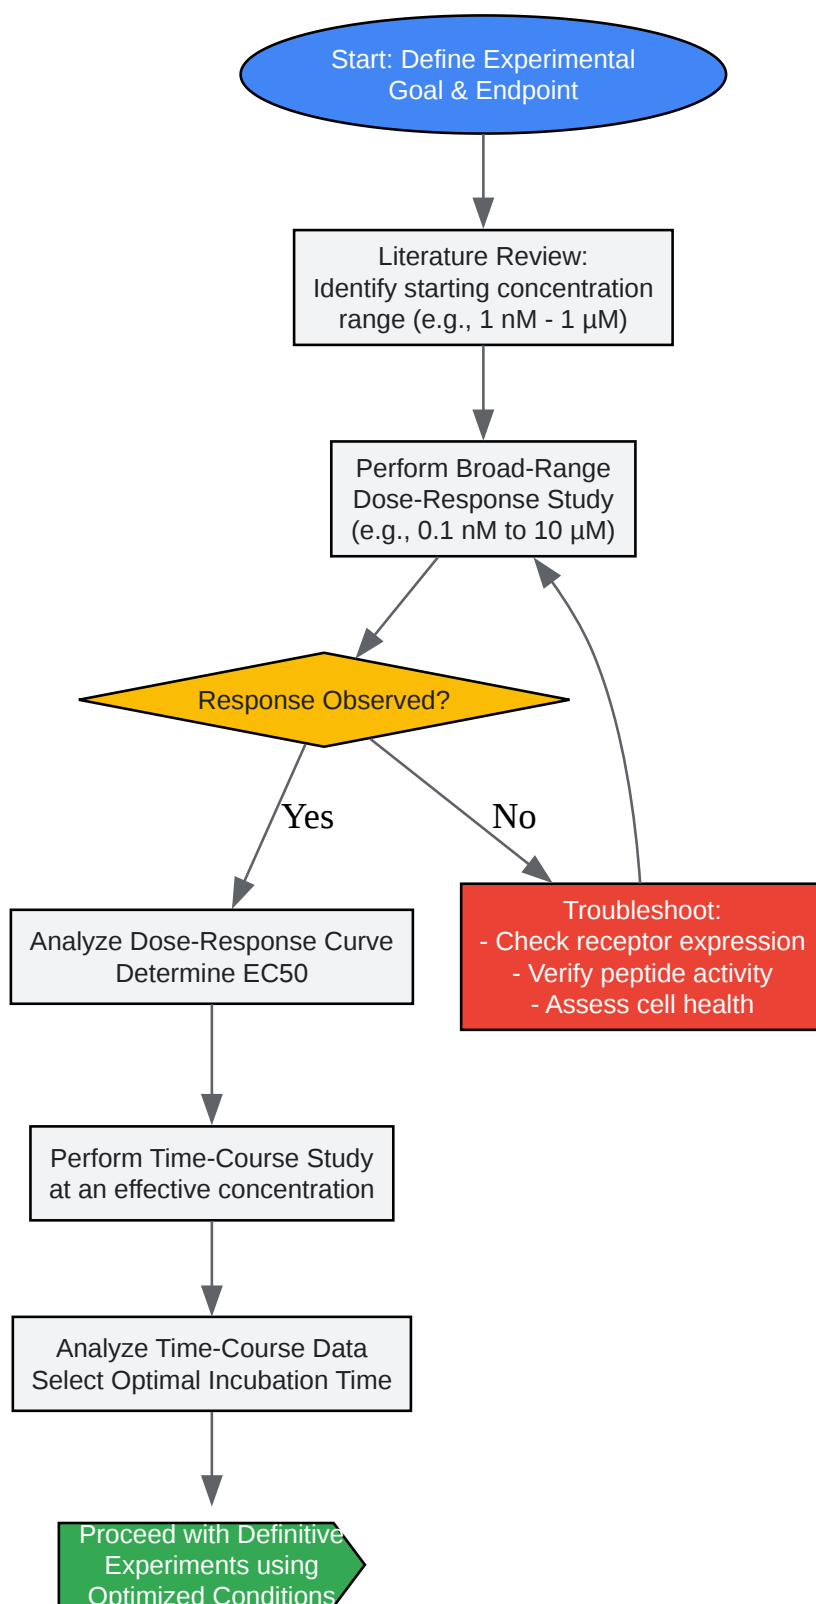 Start: Define Experimental
Goal & Endpoint
Literature Review:
Identify starting concentration
range (e.g., 1 nM - 1 µM)
Perform Broad-Range
Dose-Response Study
(e.g., 0.1 nM to 10 µM)
Response Observed?
Yes
No
Analyze Dose-Response Curve
Determine EC50
Troubleshoot:
- Check receptor expression
- Verify peptide activity
- Assess cell health
Perform Time-Course Study
at an effective concentration
Analyze Time-Course Data
Select Optimal Incubation Time
Proceed with Definitive
Experiments using
Optimized Conditions